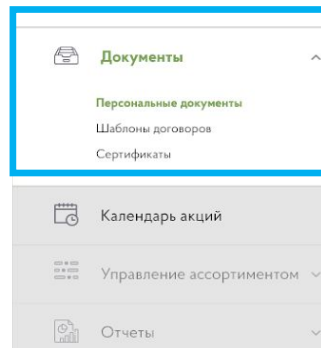 Документы
Персональные документы
Шаблоны договоров
Сертификаты
Календарь акций
Управление ассортиментом
Отчеты